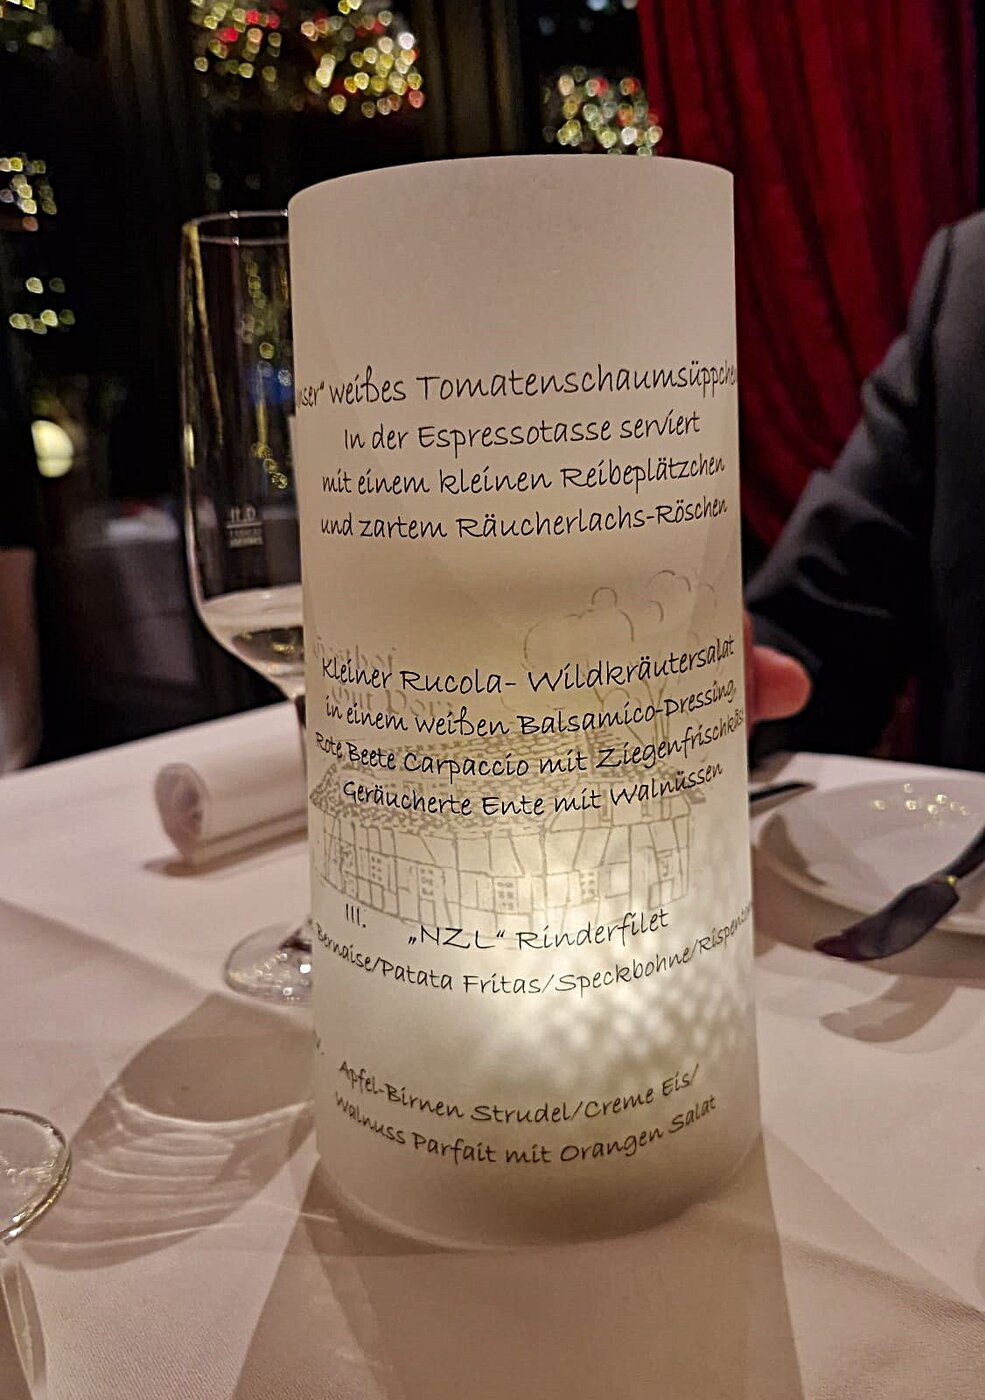 weißes Tomatenschaumsüppchen
In der Espressotasse serviert
mit einem kleinen Reibeplätzchen
und zartem Räucherlachs-Röschen
Kleiner Rucola- Wildkräutersalat
in einem weißen Balsamico-Dressing,
Rote Beete Carpaccio mit Ziegenfrischkäse
Geräucherte Ente mit Walnüssen
III. „NZL“ Rinderfilet
Bernaise/Patata Fritas/Speckbohne/
Apfel-Birnen Strudel/Creme Eis/
Walnuss Parfait mit Orangen Salat